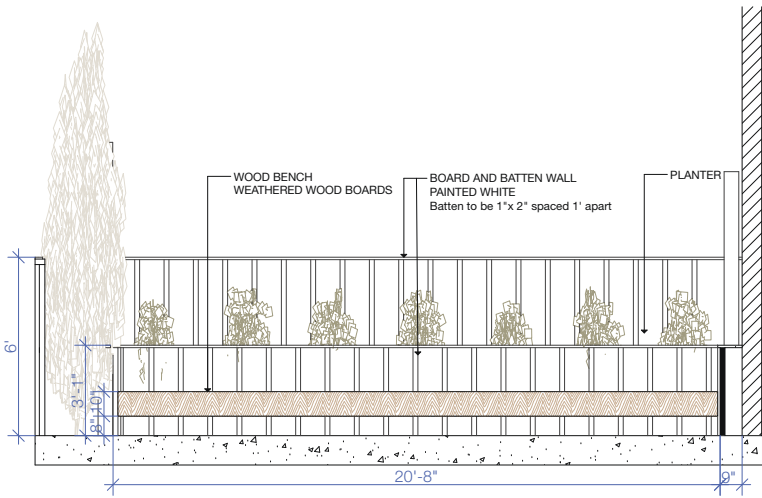 WOOD BENCH
WEATHERED WOOD BOARDS
BOARD AND BATTEN WALL
PAINTED WHITE
Batten to be 1"x 2" spaced 1' apart
PLANTER
6'
3'-1"
8"
10"
20'-8"
9"